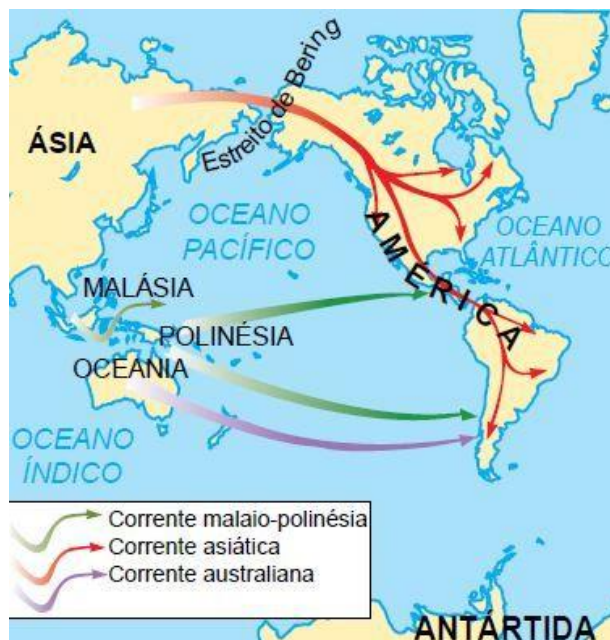 Estreito de Bering
ÁSIA
OCEANO
PACÍFICO
AMÉRICA
OCEANO
ATLÂNTICO
MALÁSIA
POLINÉSIA
OCEANIA
OCEANO
ÍNDICO
Corrente malaio-polinésia
Corrente asiática
Corrente australiana
ANTÁRTIDA